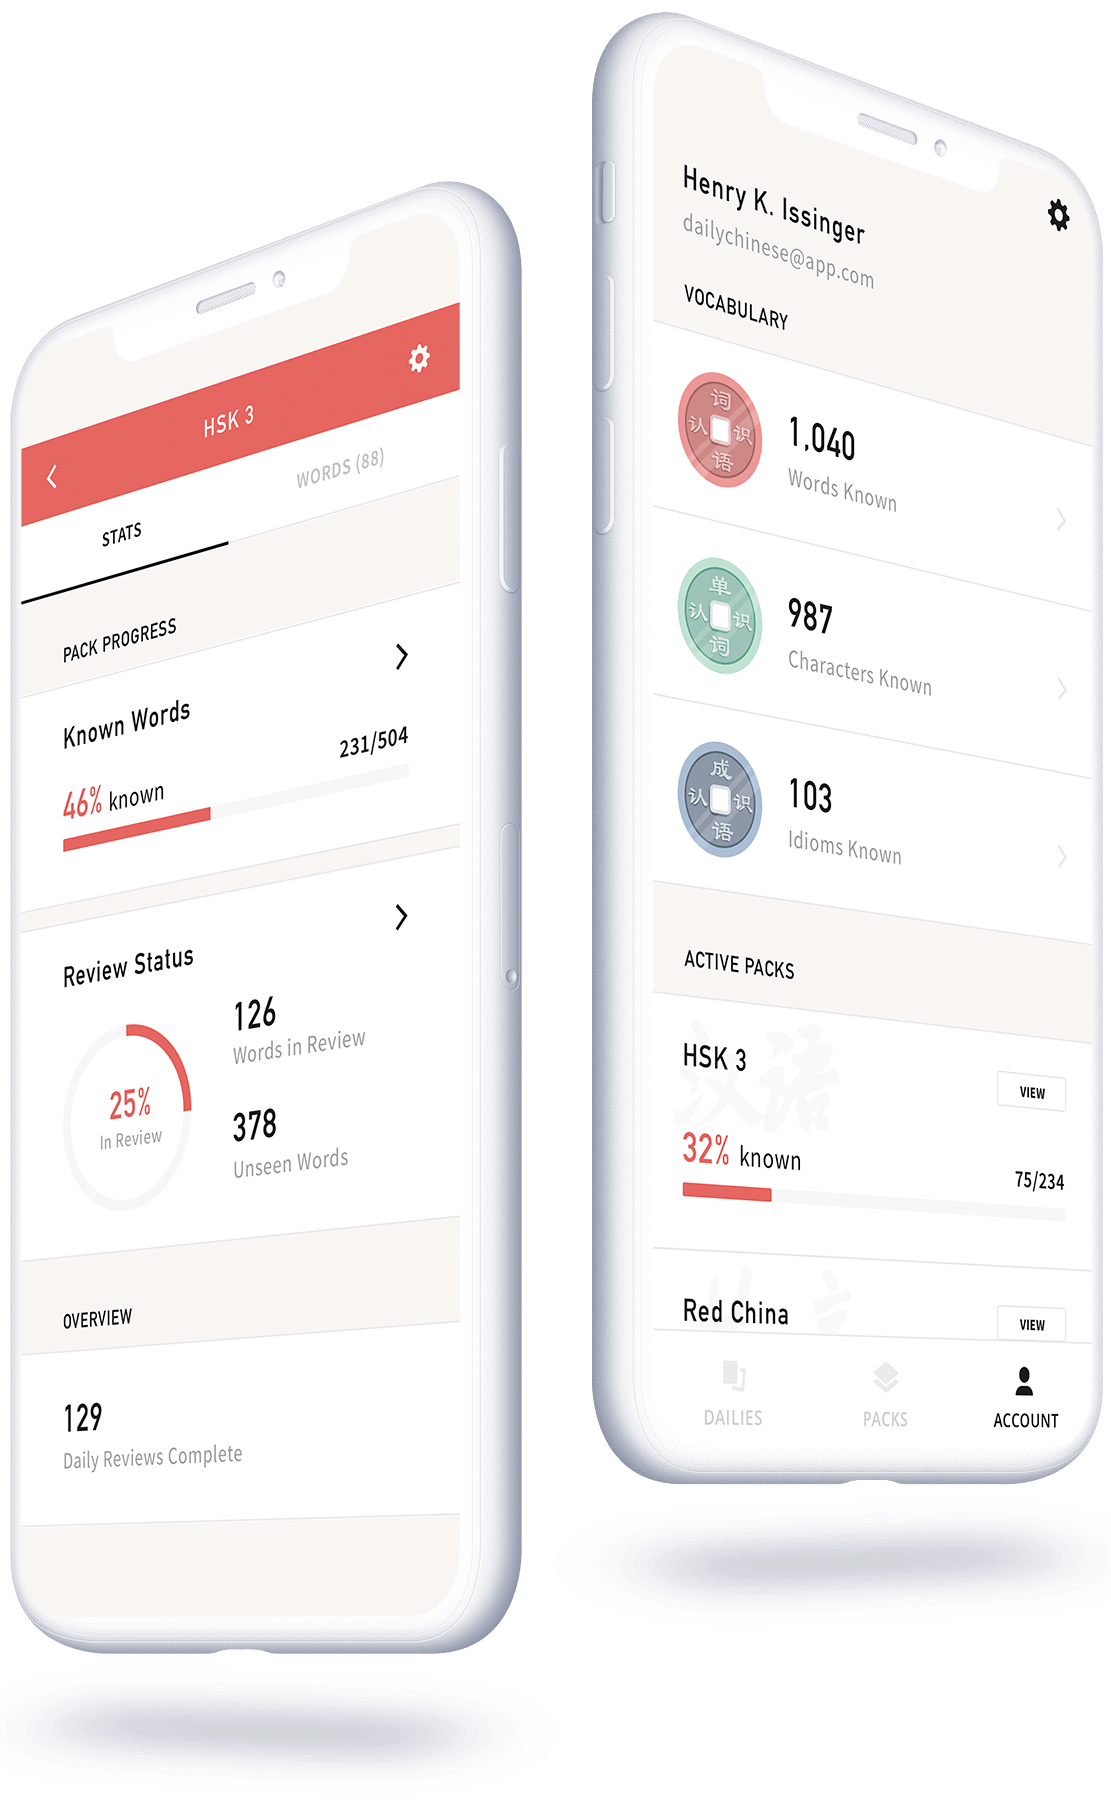 HSK 3
STATS
WORDS (88)
PACK PROGRESS
Known Words
46% known
231/504
Review Status
25%
In Review
126
Words in Review
378
Unseen Words
OVERVIEW
129
Daily Reviews Complete
Henry K. Issinger
dailychinese@app.com
VOCABULARY
词
认 识
语
1,040
Words Known
单
认 识
词
987
Characters Known
成
认 识
语
103
Idioms Known
ACTIVE PACKS
汉语
HSK 3
VIEW
32% known
75/234
Red China
VIEW
DAILIES
PACKS
ACCOUNT